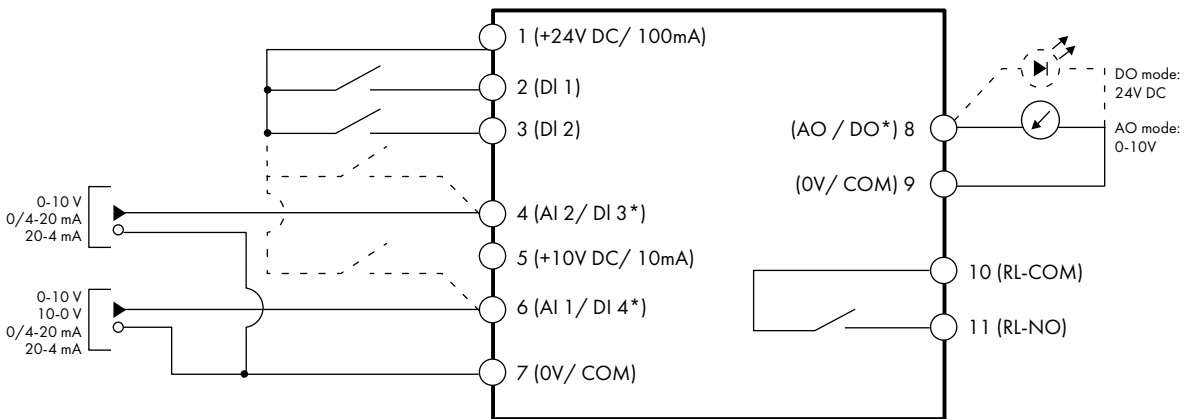 1 (+24V DC/ 100mA)
2 (DI 1)
3 (DI 2)
4 (AI 2/ DI 3*)
5 (+10V DC/ 10mA)
6 (AI 1/ DI 4*)
7 (0V/ COM)
0-10 V
0/4-20 mA
20-4 mA
0-10 V
10-0 V
0/4-20 mA
20-4 mA
(AO / DO*) 8
(0V/ COM) 9
10 (RL-COM)
11 (RL-NO)
DO mode:
24V DC
AO mode:
0-10V